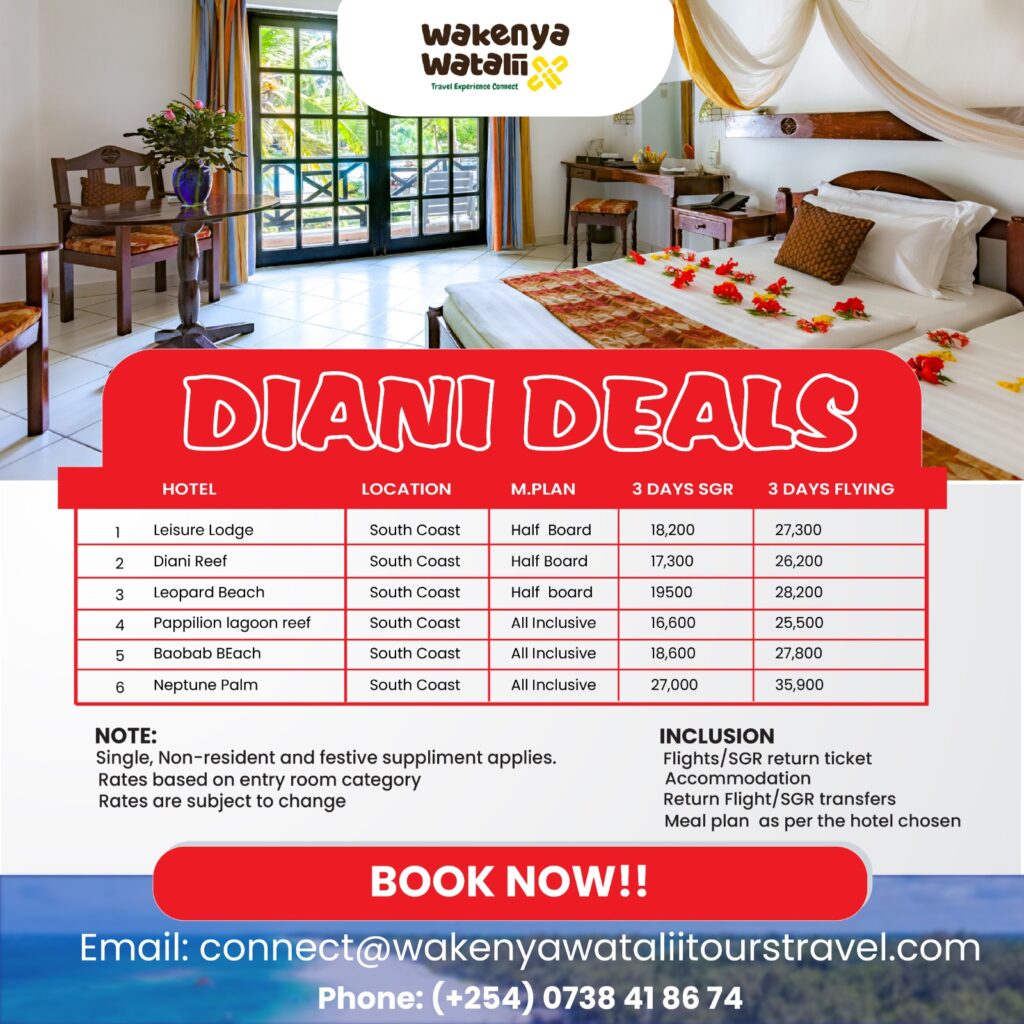 wakenya
watalii
Travel Experience Connect
DIANI DEALS
HOTEL LOCATION M.PLAN 3 DAYS SGR 3 DAYS FLYING
1 Leisure Lodge South Coast Half Board 18,200 27,300
2 Diani Reef South Coast Half Board 17,300 26,200
3 Leopard Beach South Coast Half board 19500 28,200
4 Pappilion lagoon reef South Coast All Inclusive 16,600 25,500
5 Baobab BEach South Coast All Inclusive 18,600 27,800
6 Neptune Palm South Coast All Inclusive 27,000 35,900
NOTE:
Single, Non-resident and festive suppliment applies.
Rates based on entry room category
Rates are subject to change
INCLUSION
Flights/SGR return ticket
Accommodation
Return Flight/SGR transfers
Meal plan as per the hotel chosen
BOOK NOW!!
Email: connect@wakenyawataliitourstravel.com
Phone: (+254) 0738 41 86 74